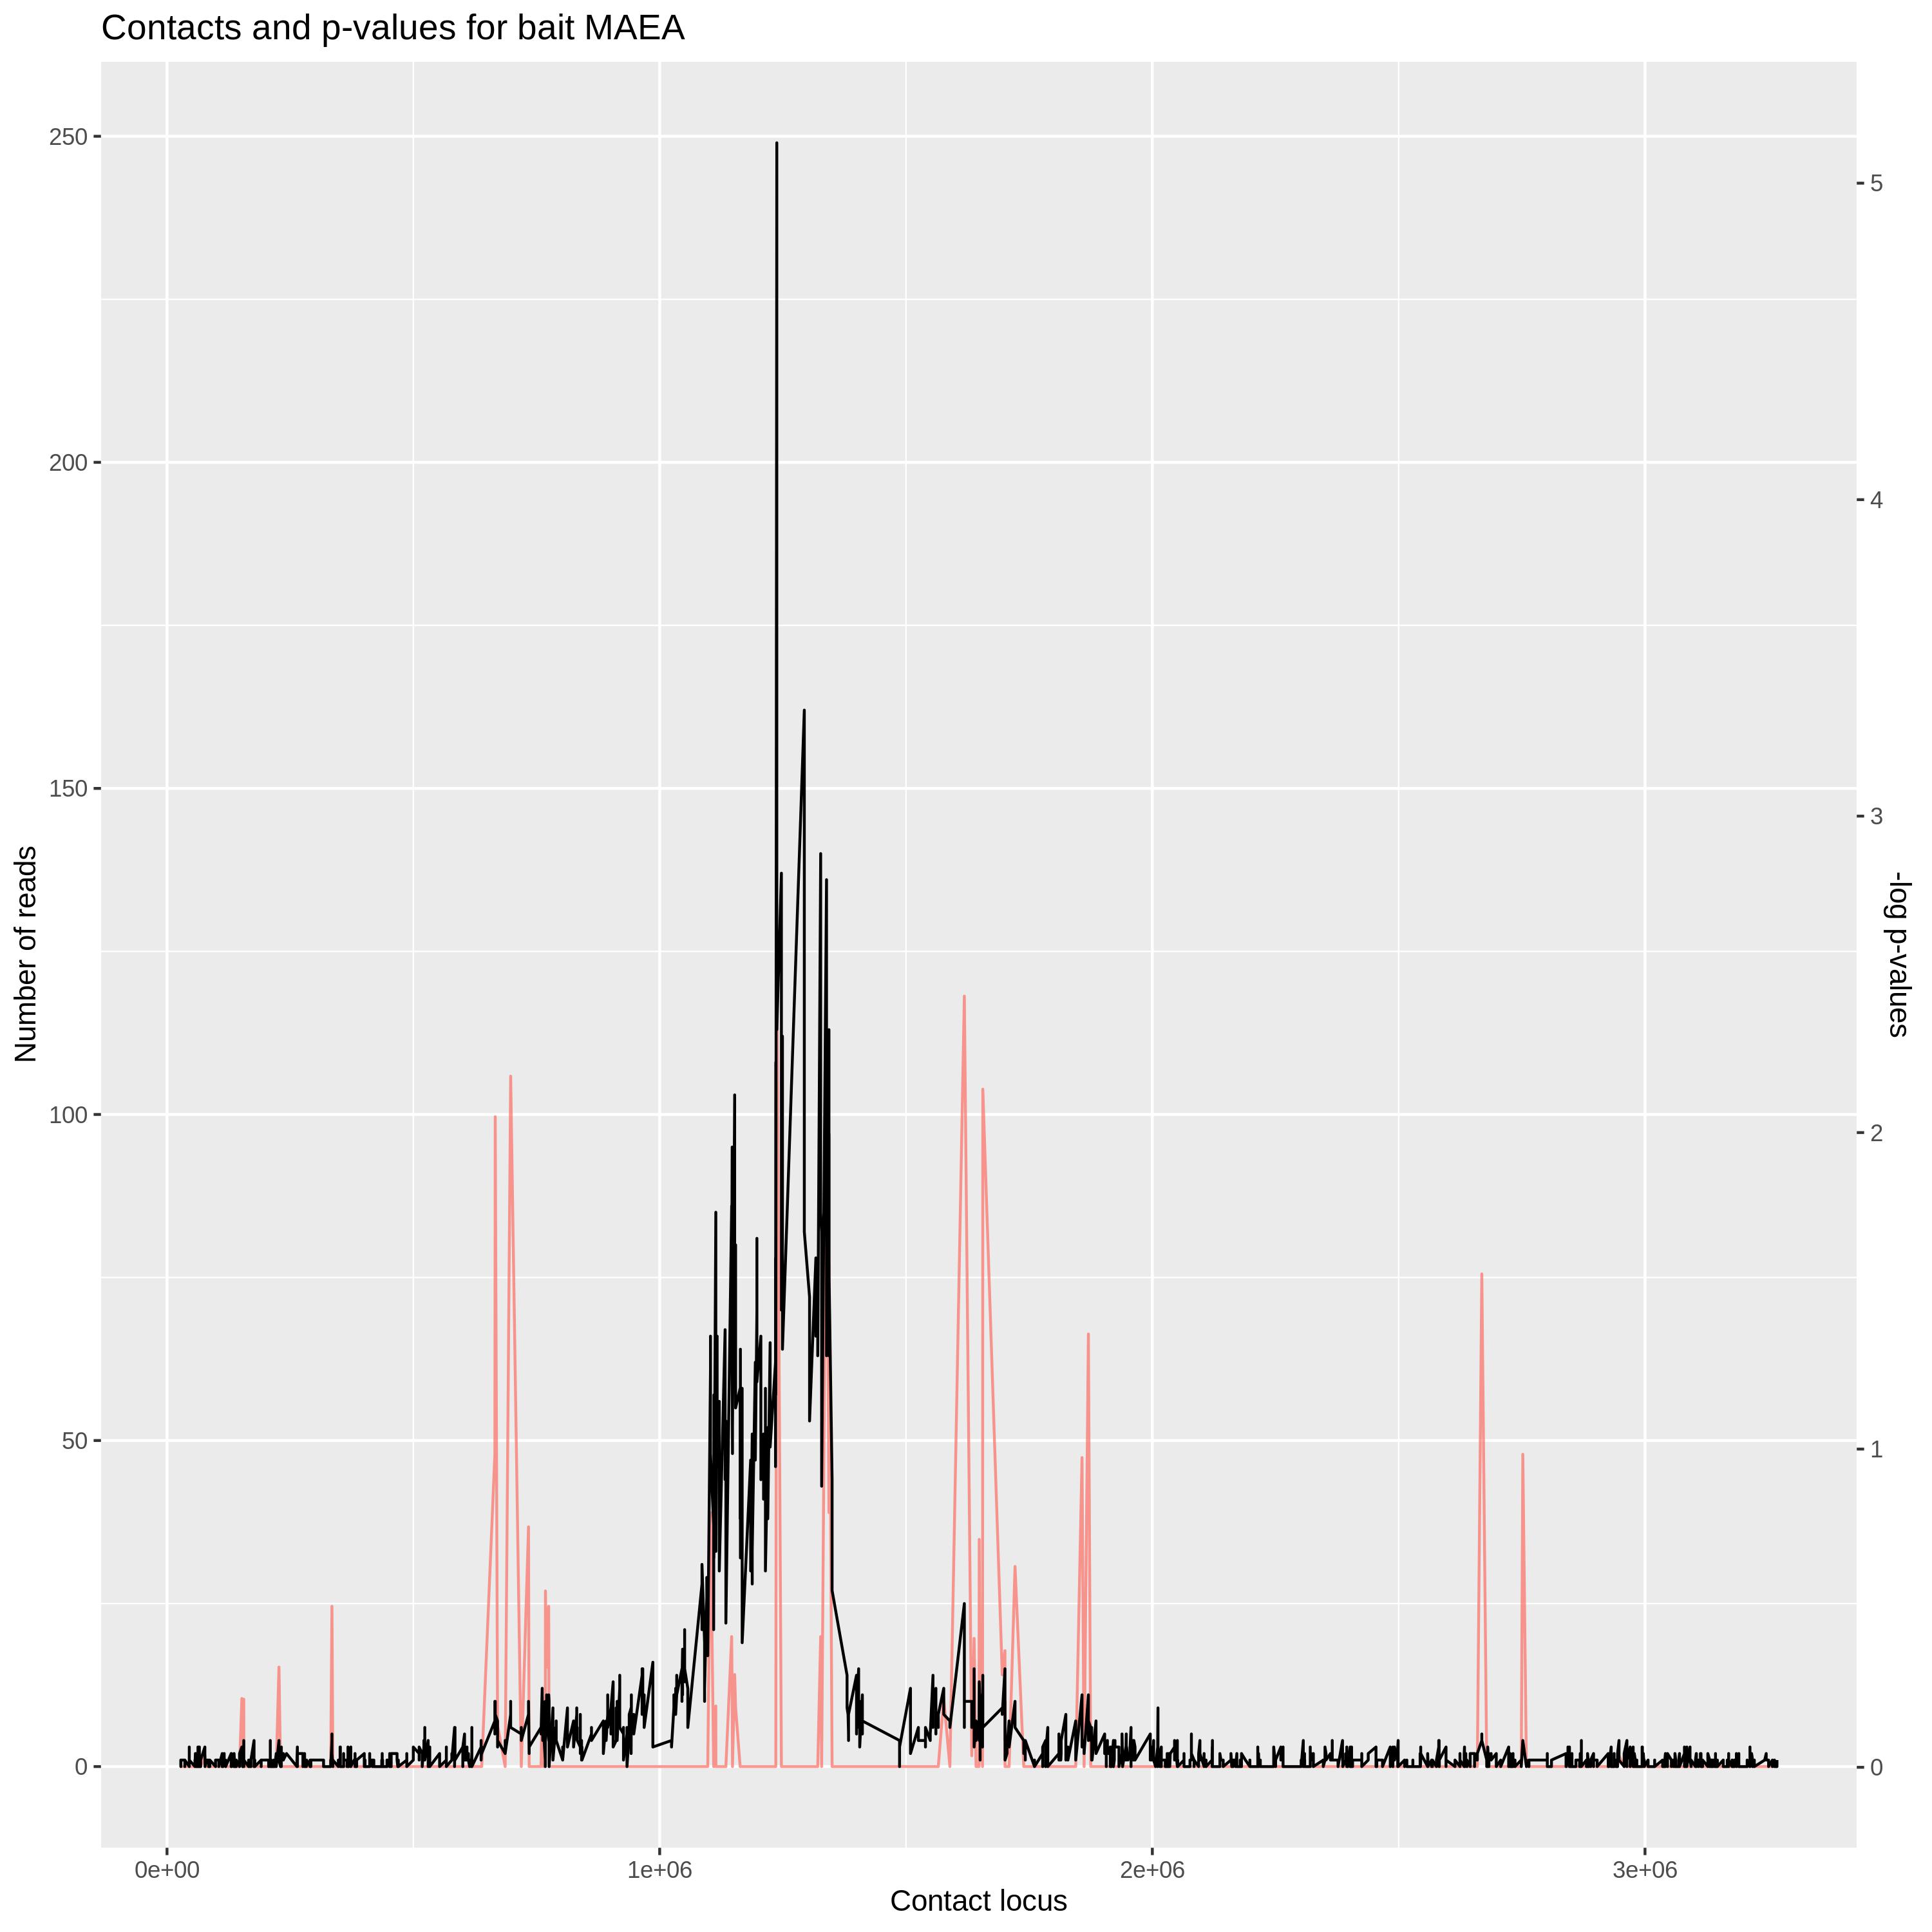 Contacts and p-values for bait MAEA
250
200
150
100
50
0
Number of reads
5
4
3
2
1
0
-log p-values
0e+00 1e+06 2e+06 3e+06
Contact locus